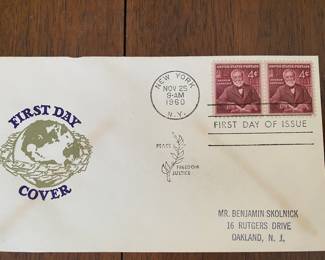 NEW YORK
NOV 25
9-AM
1960
N.Y.
UNITED STATES POSTAGE
4¢
UNITED STATES POSTAGE
4¢
FIRST DAY
COVER
FIRST DAY OF ISSUE
PEACE
FREEDOM
JUSTICE
MR. BENJAMIN SKOLNICK
16 RUTGERS DRIVE
OAKLAND, N. J.